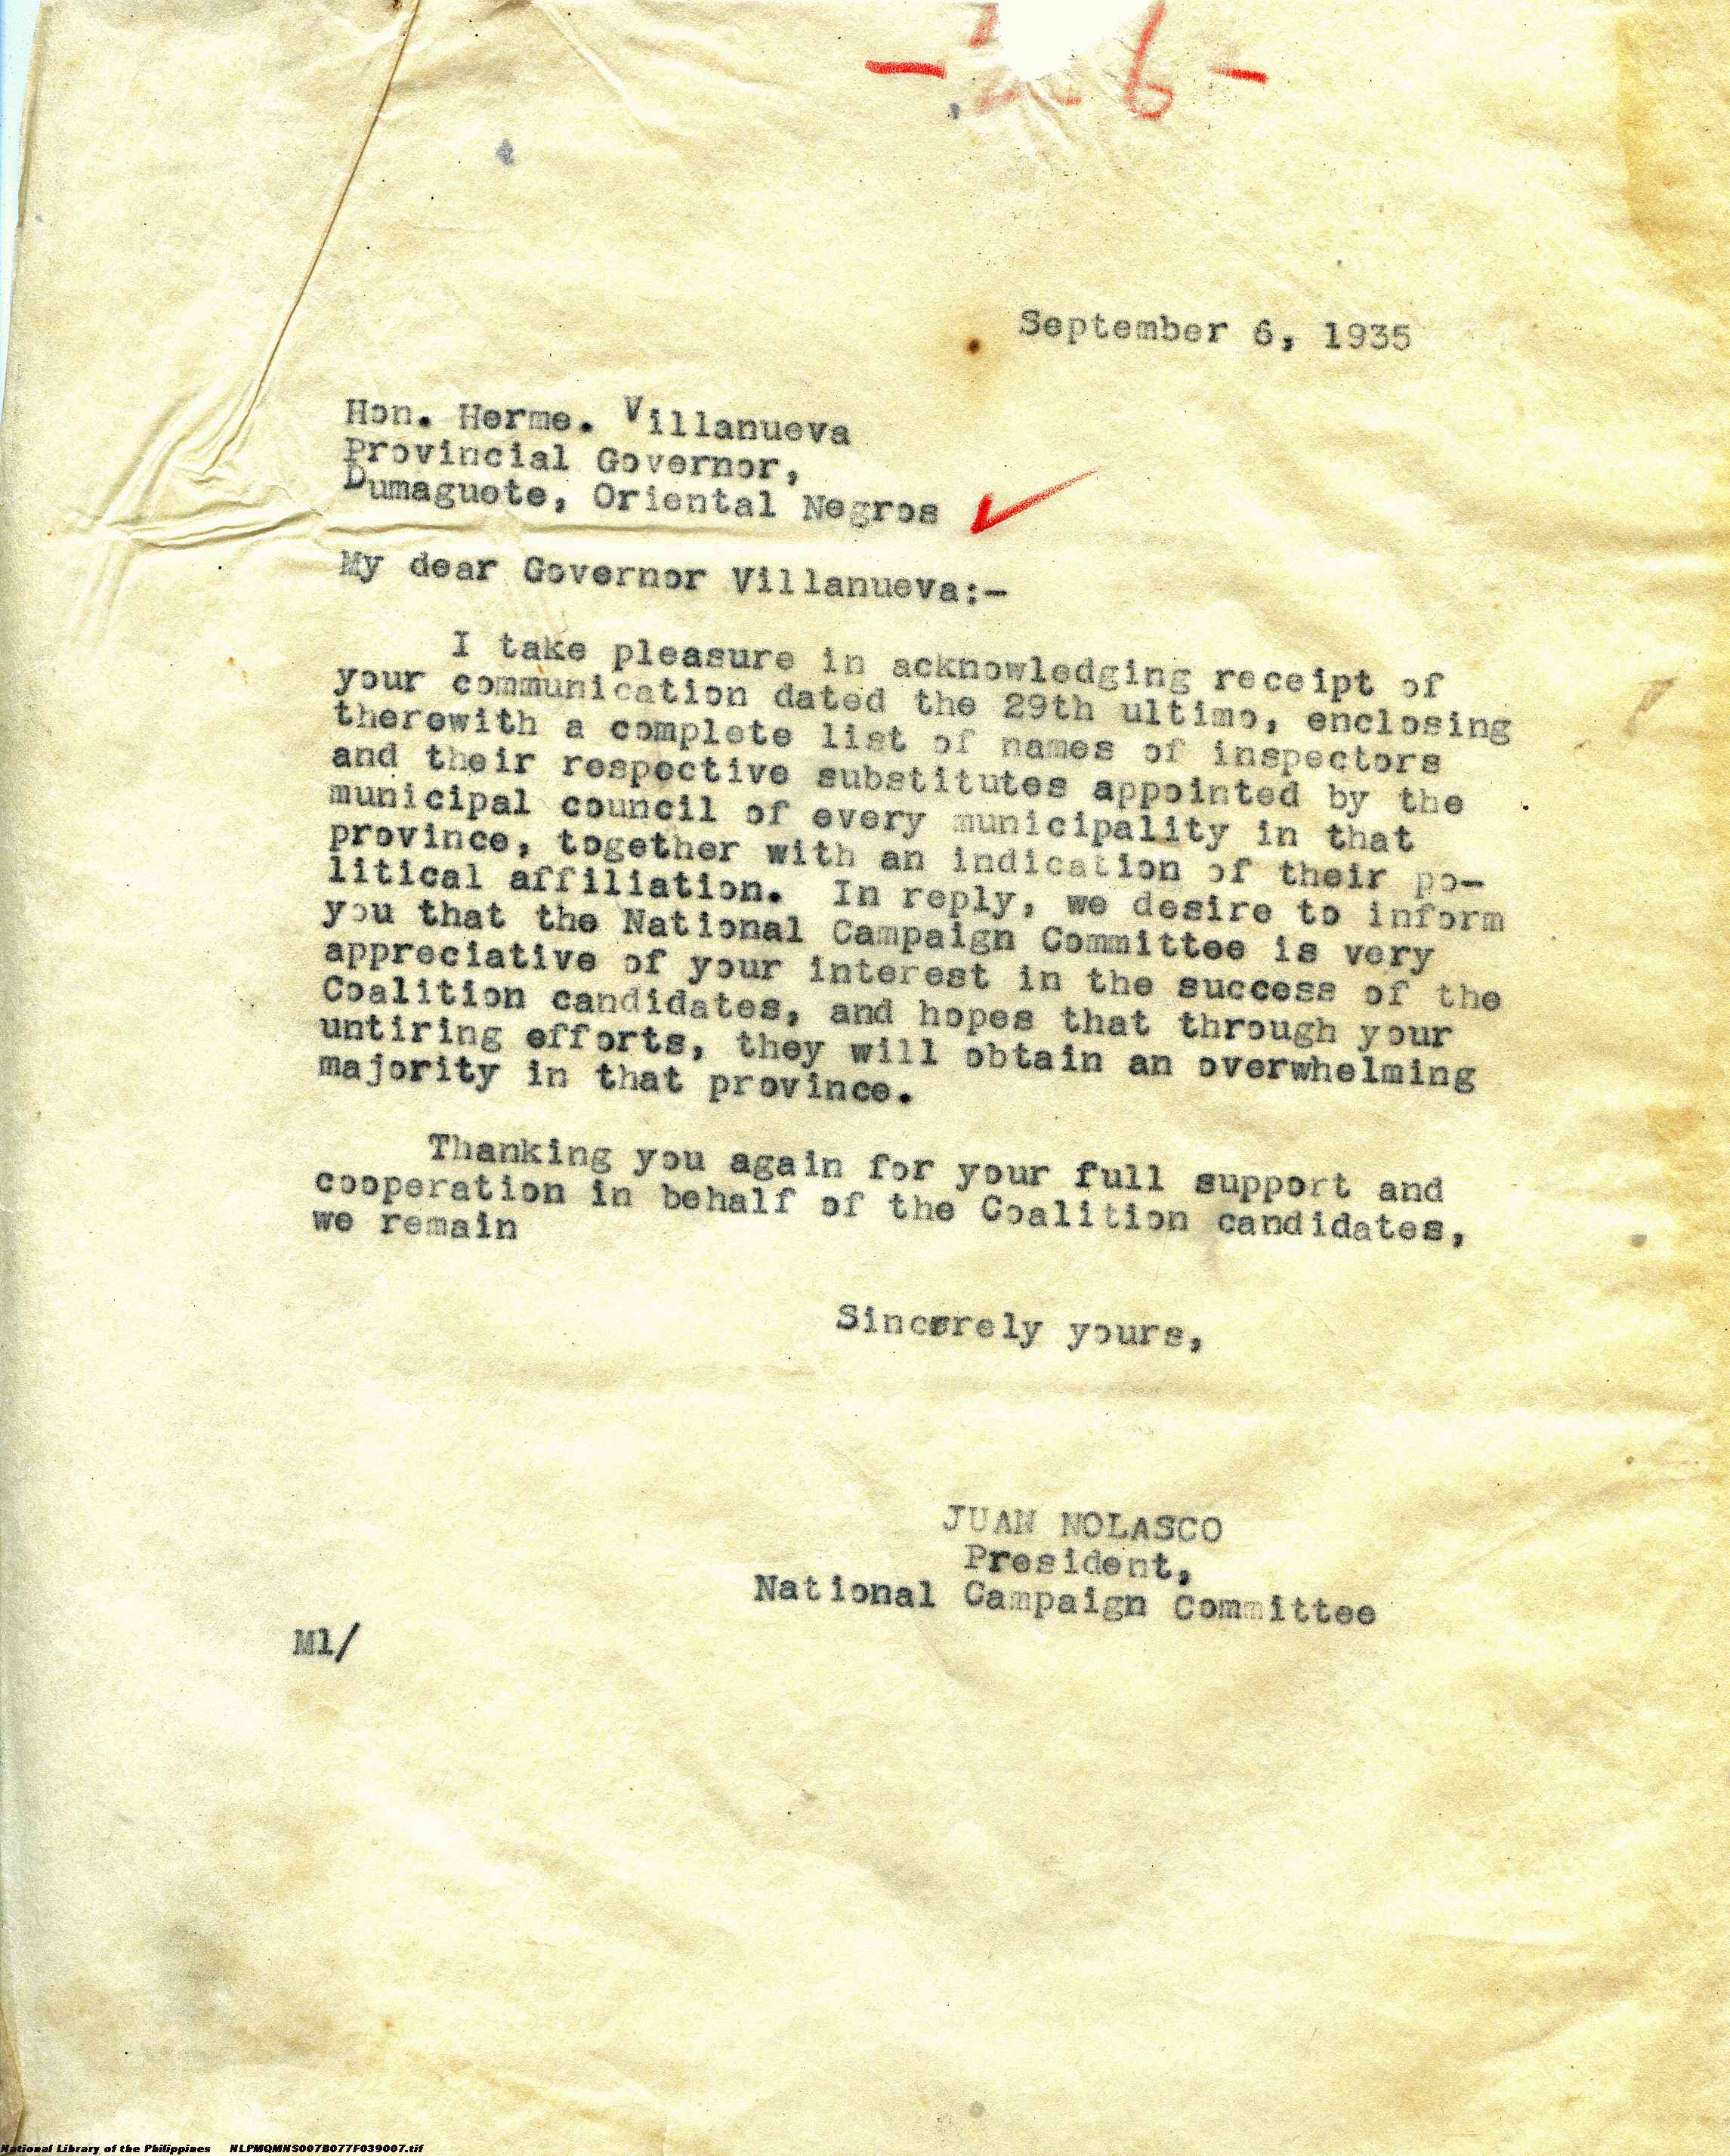 September 6, 1935
Hon. Herme. Villanueva
Provincial Governor,
Dumaguete, Oriental Negros
My dear Governor Villanueva:-
I take pleasure in acknowledging receipt of
your communication dated the 29th ultimo, enclosing
therewith a complete list of names of inspectors
and their respective substitutes appointed by the
municipal council of every municipality in that
province, together with an indication of their po-
litical affiliation. In reply, we desire to inform
you that the National Campaign Committee is very
appreciative of your interest in the success of the
Coalition candidates, and hopes that through your
untiring efforts, they will obtain an overwhelming
majority in that province.
Thanking you again for your full support and
cooperation in behalf of the Coalition candidates,
we remain
Sincerely yours,
JUAN NOLASCO
President,
National Campaign Committee
Ml/
National Library of the Philippines NLPMQMNS007B077F039007.tif